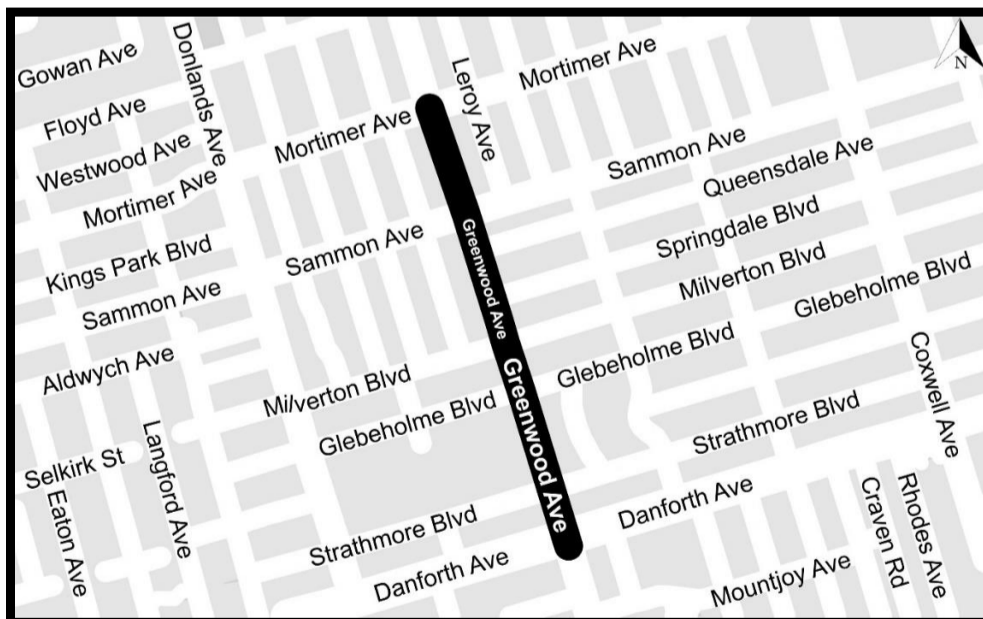 Gowan Ave
Donlands Ave
Floyd Ave
Westwood Ave
Mortimer Ave
Mortimer Ave
Leroy Ave
Mortimer Ave
N
Sammon Ave
Queensdale Ave
Kings Park Blvd
Sammon Ave
Greenwood Ave
Springdale Blvd
Sammon Ave
Milverton Blvd
Glebeholme Blvd
Aldwych Ave
Milverton Blvd
Glebeholme Blvd
Greenwood Ave
Glebeholme Blvd
Coxwell Ave
Selkirk St
Langford Ave
Strathmore Blvd
Eaton Ave
Strathmore Blvd
Danforth Ave
Danforth Ave
Craven Rd
Rhodes Ave
Mountjoy Ave